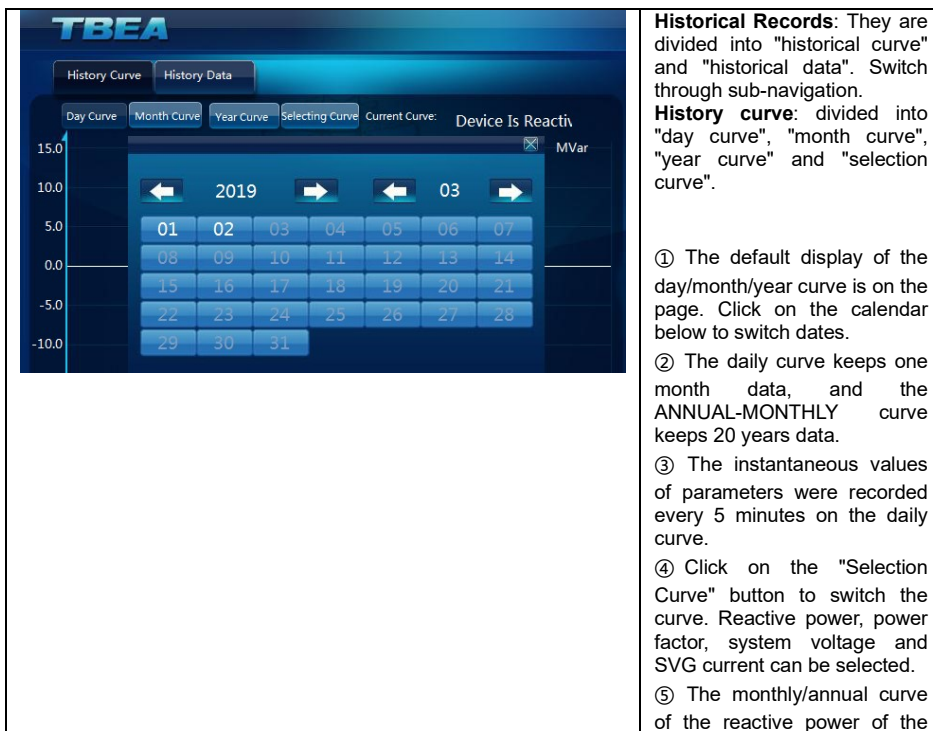 TBEA
History Curve History Data
Day Curve Month Curve Year Curve Selecting Curve Current Curve: Device Is Reactiv
15.0 MVar
10.0 2019 03
5.0 01 02 03 04 05 06 07
0.0 08 09 10 11 12 13 14
15 16 17 18 19 20 21
-5.0 22 23 24 25 26 27 28
-10.0 29 30 31
Historical Records: They are
divided into "historical curve"
and "historical data". Switch
through sub-navigation.
History curve: divided into
"day curve", "month curve",
"year curve" and "selection
curve".
① The default display of the
day/month/year curve is on the
page. Click on the calendar
below to switch dates.
② The daily curve keeps one
month data, and the
ANNUAL-MONTHLY curve
keeps 20 years data.
③ The instantaneous values
of parameters were recorded
every 5 minutes on the daily
curve.
④ Click on the "Selection
Curve" button to switch the
curve. Reactive power, power
factor, system voltage and
SVG current can be selected.
⑤ The monthly/annual curve
of the reactive power of the